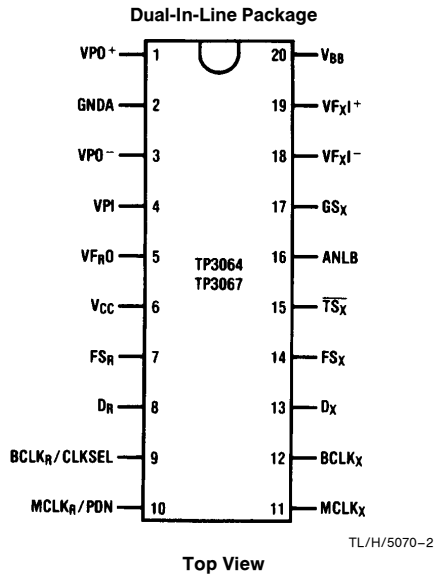 Dual-In-Line Package
VPO+ 1 20 VBB
GNDA 2 19 VFXI+
VPO− 3 18 VFXI−
VPI 4 17 GSX
VFRO 5 16 ANLB
TP3064
TP3067
VCC 6 15 TSX
FSR 7 14 FSX
DR 8 13 DX
BCLKR/CLKSEL 9 12 BCLKX
MCLKR/PDN 10 11 MCLKX
TL/H/5070–2
Top View